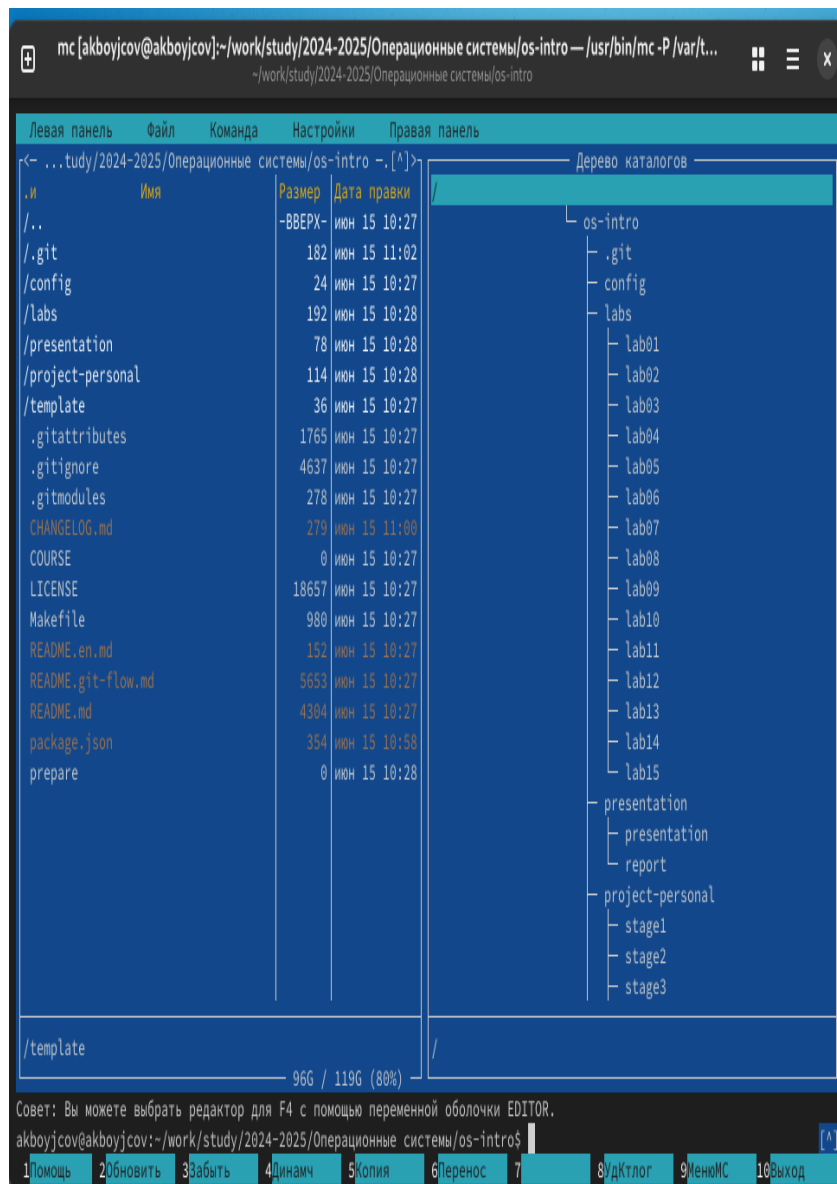 mc [akboyjcov@akboyjcov]:~/work/study/2024-2025/Операционные системы/os-intro — /usr/bin/mc -P /var/t...
~/work/study/2024-2025/Операционные системы/os-intro
Левая панель Файл Команда Настройки Правая панель
<- ...tudy/2024-2025/Операционные системы/os-intro -.[^]> Дерево каталогов
.и Имя Размер Дата правки /
/.. -ВВЕРХ- июн 15 10:27 os-intro
/.git 182 июн 15 11:02 .git
/config 24 июн 15 10:27 config
/labs 192 июн 15 10:28 labs
/presentation 78 июн 15 10:28 lab01
/project-personal 114 июн 15 10:28 lab02
/template 36 июн 15 10:27 lab03
.gitattributes 1765 июн 15 10:27 lab04
.gitignore 4637 июн 15 10:27 lab05
.gitmodules 278 июн 15 10:27 lab06
CHANGELOG.md 279 июн 15 11:00 lab07
COURSE 0 июн 15 10:27 lab08
LICENSE 18657 июн 15 10:27 lab09
Makefile 980 июн 15 10:27 lab10
README.en.md 152 июн 15 10:27 lab11
README.git-flow.md 5653 июн 15 10:27 lab12
README.md 4304 июн 15 10:27 lab13
package.json 354 июн 15 10:58 lab14
prepare 0 июн 15 10:28 lab15
presentation
presentation
report
project-personal
stage1
stage2
stage3
/template /
96G / 119G (80%)
Совет: Вы можете выбрать редактор для F4 с помощью переменной оболочки EDITOR.
akboyjcov@akboyjcov:~/work/study/2024-2025/Операционные системы/os-intro$ [^]
1Помощь 2Обновить 3Забыть 4Динамч 5Копия 6Перенос 7 8УдКтлог 9МенюМС 10Выход